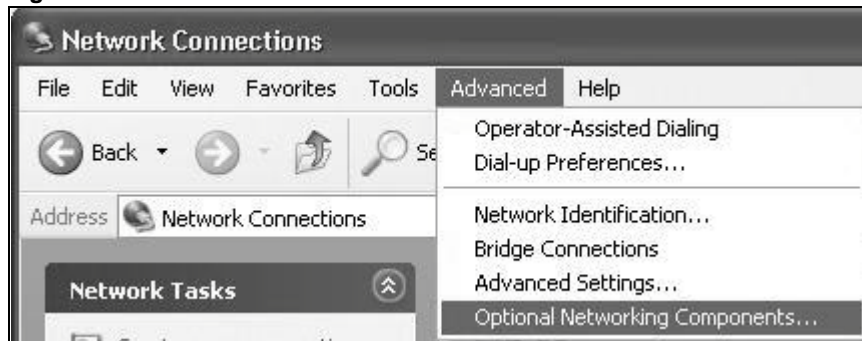 Network Connections
File Edit View Favorites Tools Advanced Help
Operator-Assisted Dialing
Back
Dial-up Preferences...
Address Network Connections
Network Identification...
Bridge Connections
Advanced Settings...
Network Tasks
Optional Networking Components...